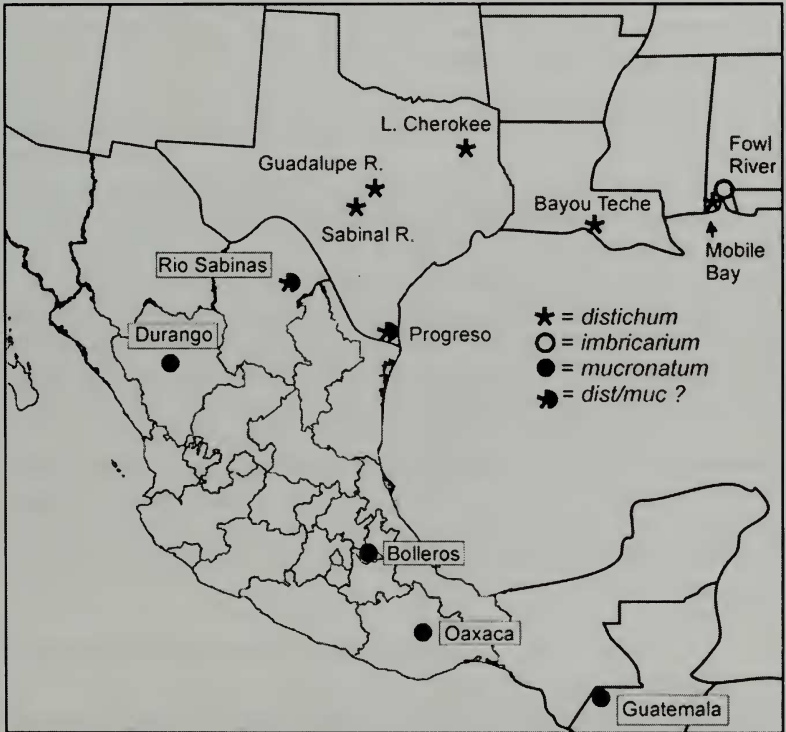 L. Cherokee
Fowl
River
Guadalupe R.
Bayou Teche
Sabinal R.
Mobile
Bay
Rio Sabinas
Durango
Progreso
= distichum
= imbricarium
= mucronatum
= dist/muc ?
Bolleros
Oaxaca
Guatemala